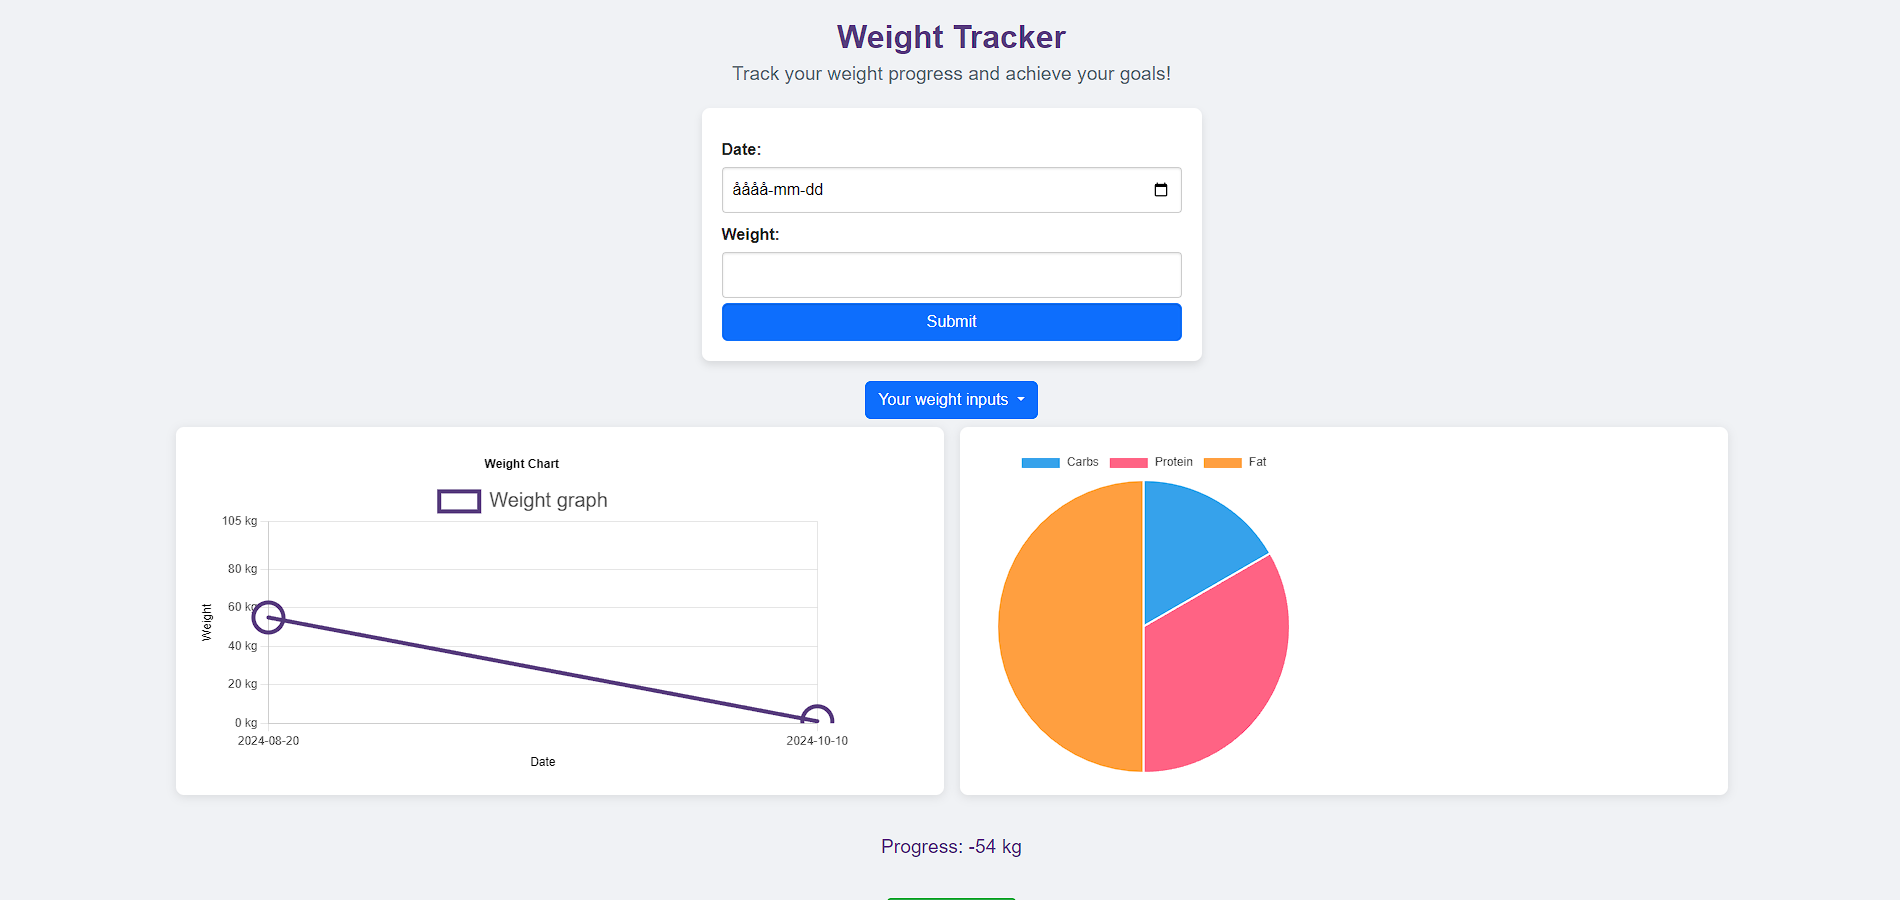 Weight Tracker
Track your weight progress and achieve your goals!
Date:
åååå-mm-dd
Weight:
Submit
Your weight inputs
Weight Chart
Weight graph
105 kg
80 kg
60 kg
40 kg
20 kg
0 kg
Weight
2024-08-20 2024-10-10
Date
Carbs Protein Fat
Progress: -54 kg